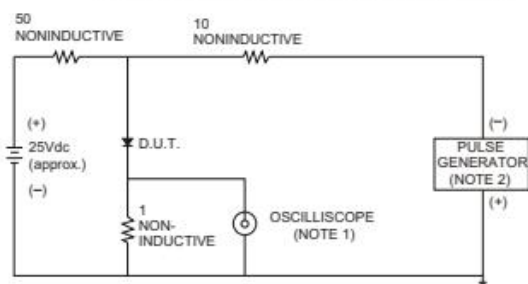 50
NONINDUCTIVE
10
NONINDUCTIVE
(+)
25Vdc
(approx.)
(−)
D.U.T.
1
NON-
INDUCTIVE
OSCILLISCOPE
(NOTE 1)
(−)
PULSE
GENERATOR
(NOTE 2)
(+)